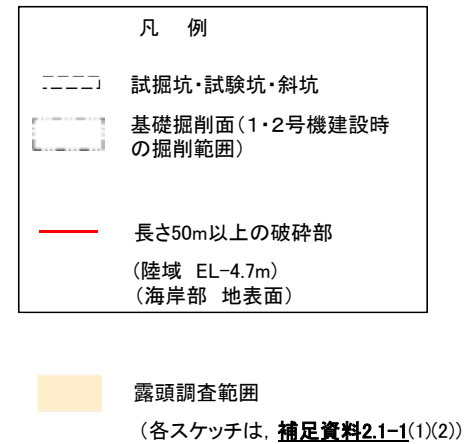 凡 例
試掘坑・試験坑・斜坑
基礎掘削面(1・2号機建設時
の掘削範囲)
長さ50m以上の破砕部
(陸域 EL-4.7m)
(海岸部 地表面)
露頭調査範囲
(各スケッチは, 補足資料2.1-1(1)(2))